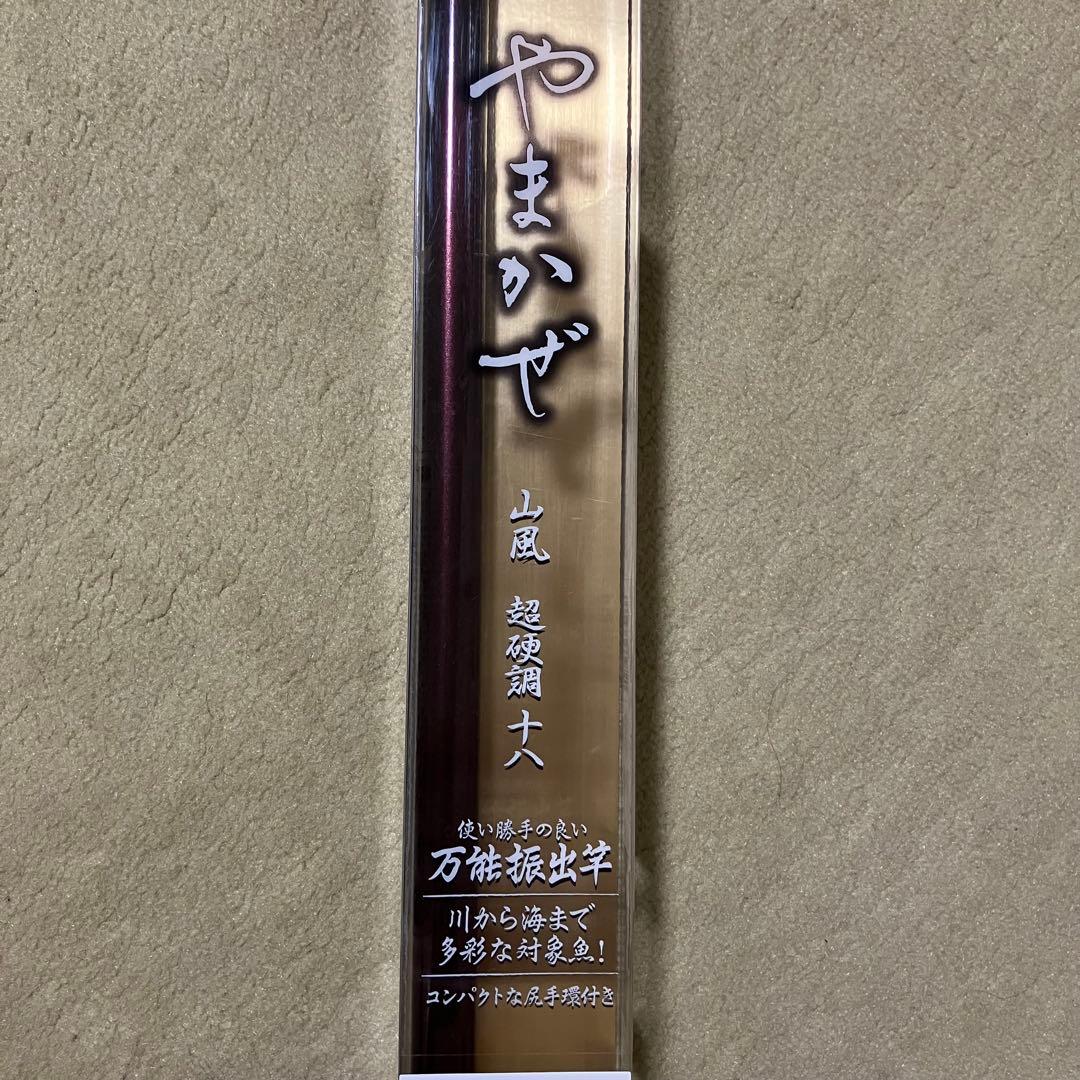 やまかぜ
山風 超硬調 十八
使い勝手の良い
万能振出竿
川から海まで
多彩な対象魚!
コンパクトな尻手環付き